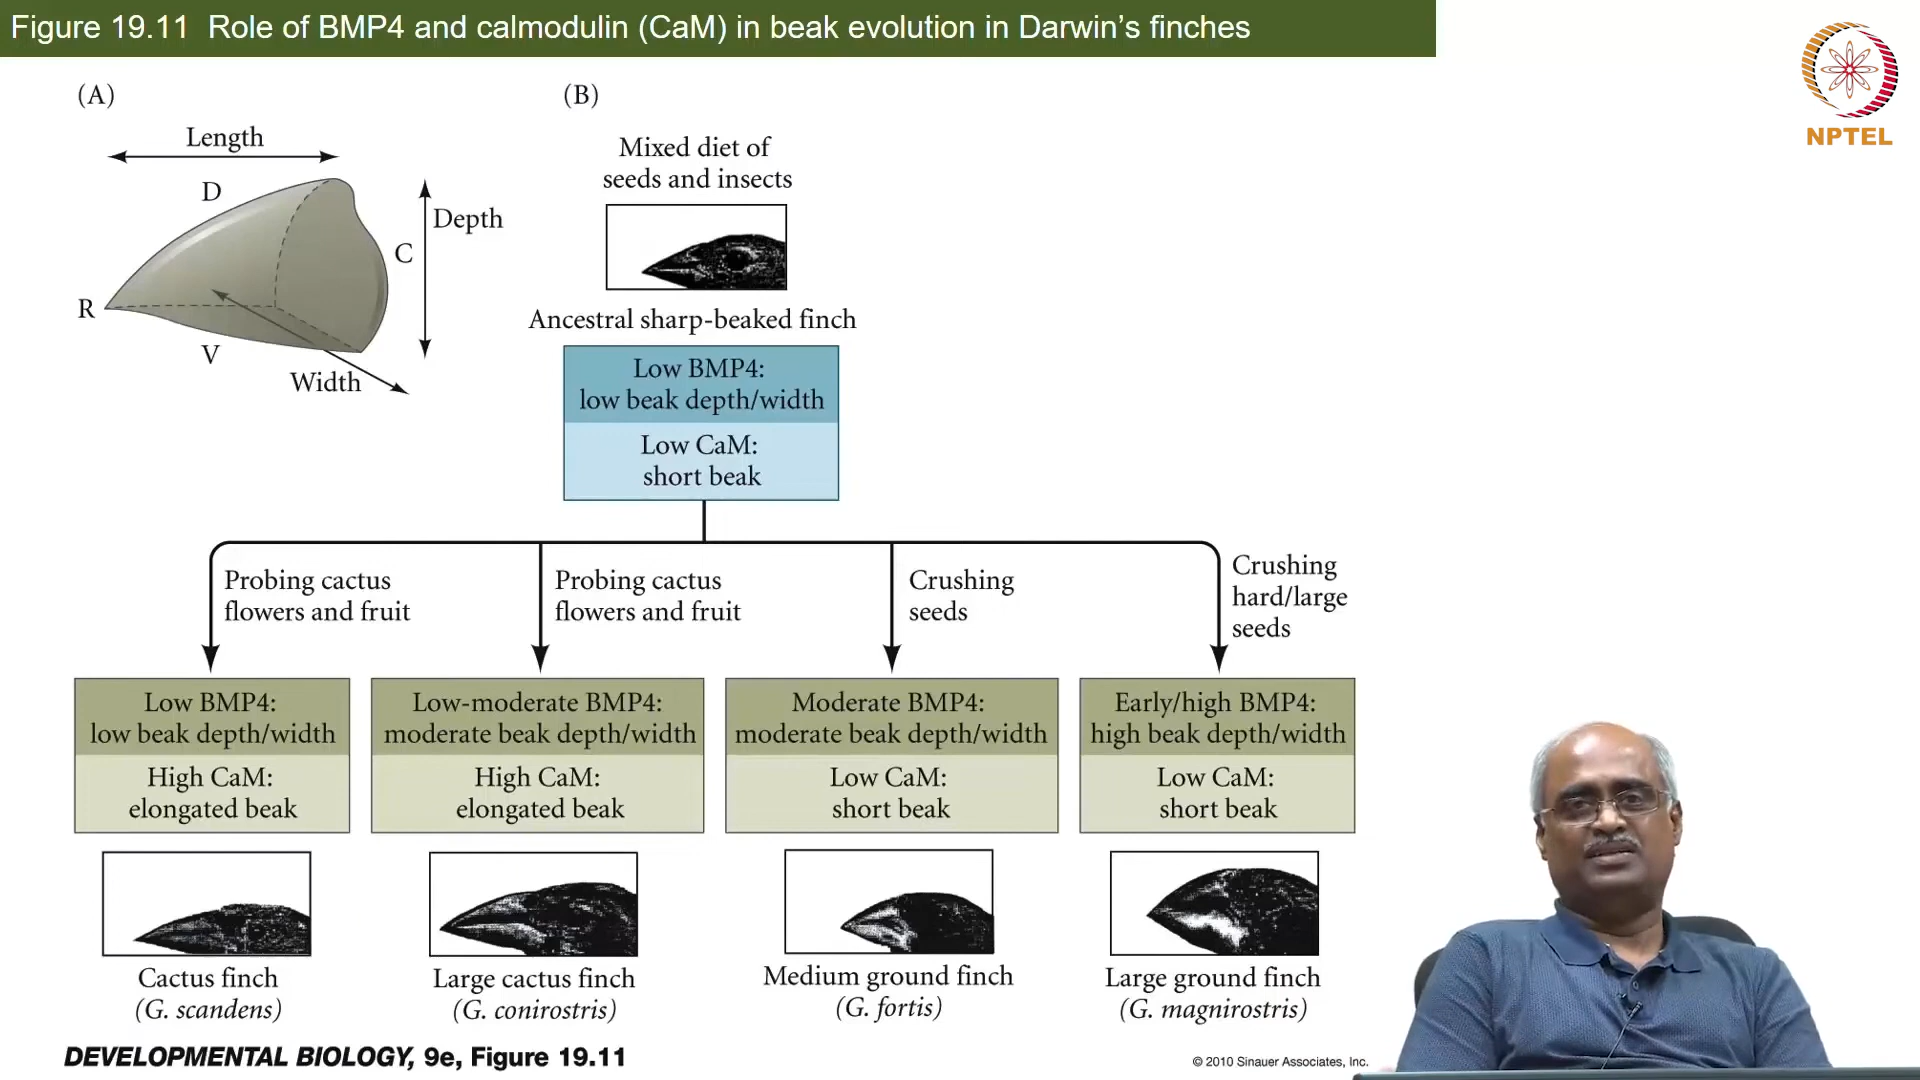 Figure 19.11 Role of BMP4 and calmodulin (CaM) in beak evolution in Darwin’s finches
NPTEL
(A)
Length
D
Depth
C
R
V
Width
(B)
Mixed diet of
seeds and insects
Ancestral sharp-beaked finch
Low BMP4:
low beak depth/width
Low CaM:
short beak
Probing cactus
flowers and fruit
Probing cactus
flowers and fruit
Crushing
seeds
Crushing
hard/large
seeds
Low BMP4:
low beak depth/width
High CaM:
elongated beak
Low-moderate BMP4:
moderate beak depth/width
High CaM:
elongated beak
Moderate BMP4:
moderate beak depth/width
Low CaM:
short beak
Early/high BMP4:
high beak depth/width
Low CaM:
short beak
Cactus finch
(G. scandens)
Large cactus finch
(G. conirostris)
Medium ground finch
(G. fortis)
Large ground finch
(G. magnirostris)
DEVELOPMENTAL BIOLOGY, 9e, Figure 19.11
© 2010 Sinauer Associates, Inc.